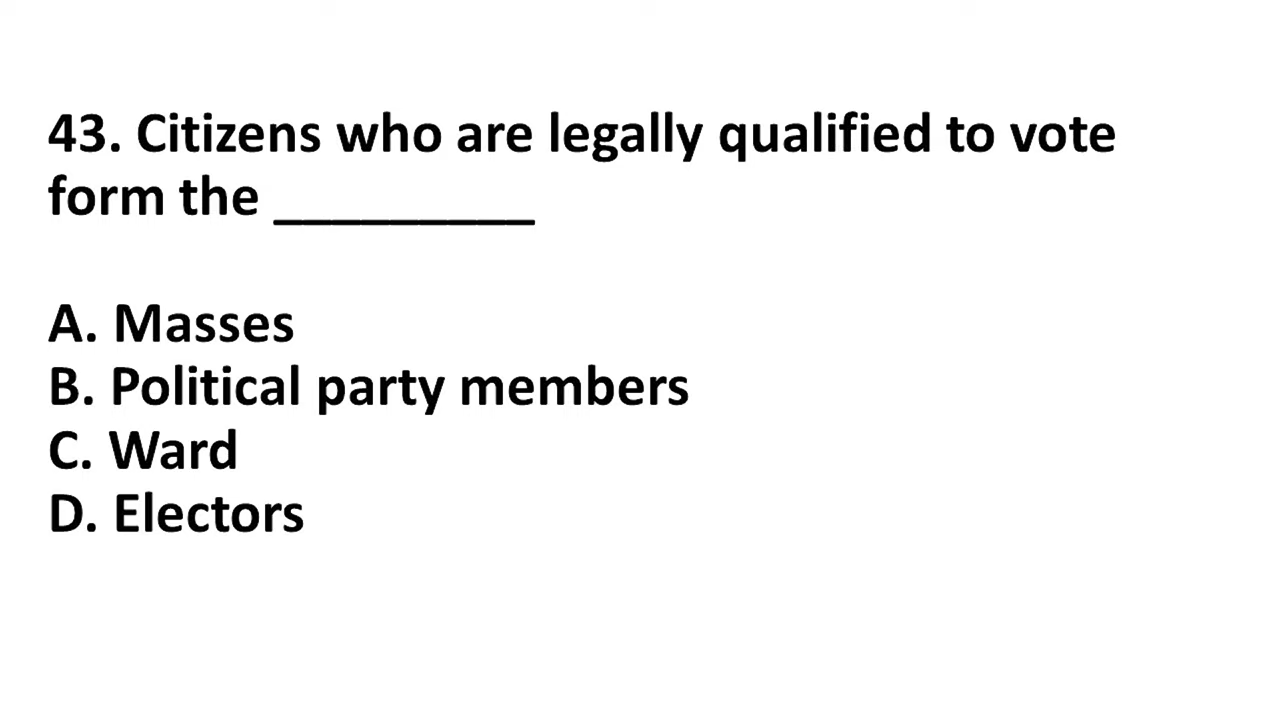 43. Citizens who are legally qualified to vote
form the _________
A. Masses
B. Political party members
C. Ward
D. Electors